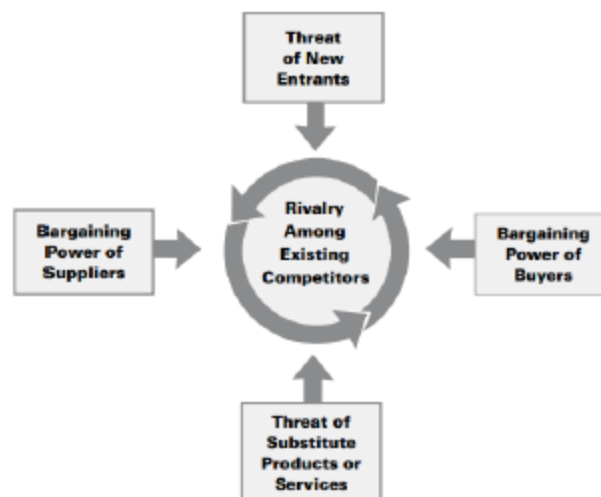 Threat
of New
Entrants
Rivalry
Among
Existing
Competitors
Bargaining
Power of
Suppliers
Bargaining
Power of
Buyers
Threat of
Substitute
Products or
Services